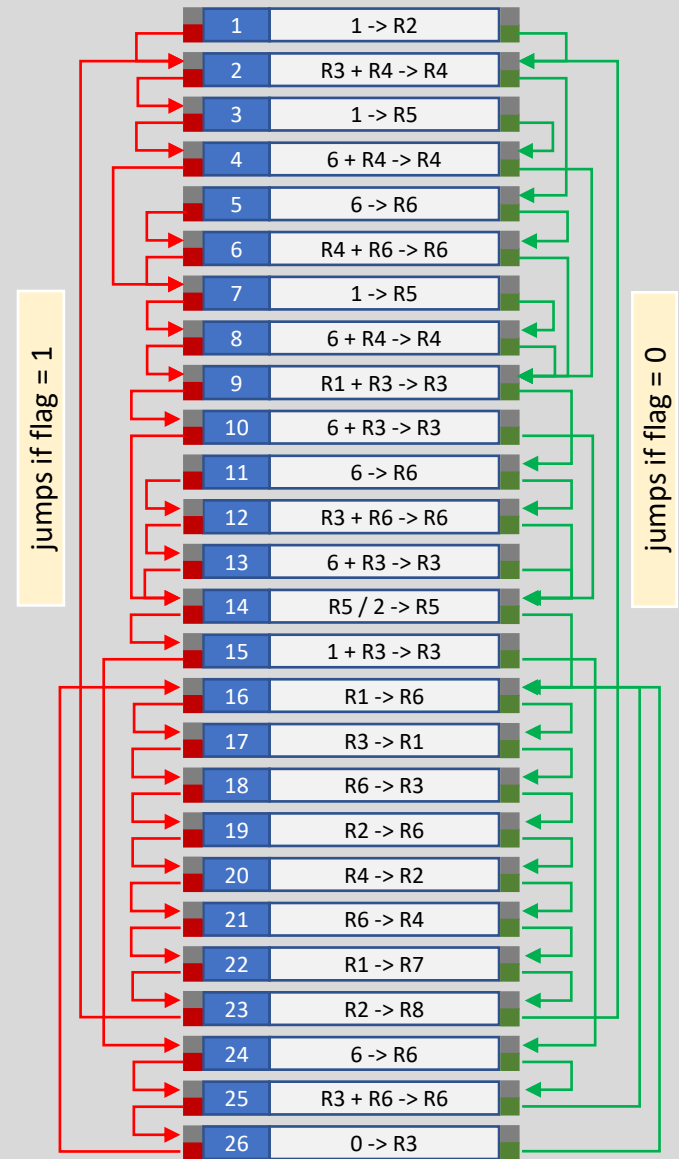 1 1 -> R2
2 R3 + R4 -> R4
3 1 -> R5
4 6 + R4 -> R4
5 6 -> R6
6 R4 + R6 -> R6
7 1 -> R5
8 6 + R4 -> R4
9 R1 + R3 -> R3
10 6 + R3 -> R3
11 6 -> R6
12 R3 + R6 -> R6
13 6 + R3 -> R3
14 R5 / 2 -> R5
15 1 + R3 -> R3
16 R1 -> R6
17 R3 -> R1
18 R6 -> R3
19 R2 -> R6
20 R4 -> R2
21 R6 -> R4
22 R1 -> R7
23 R2 -> R8
24 6 -> R6
25 R3 + R6 -> R6
26 0 -> R3
jumps if flag = 1
jumps if flag = 0